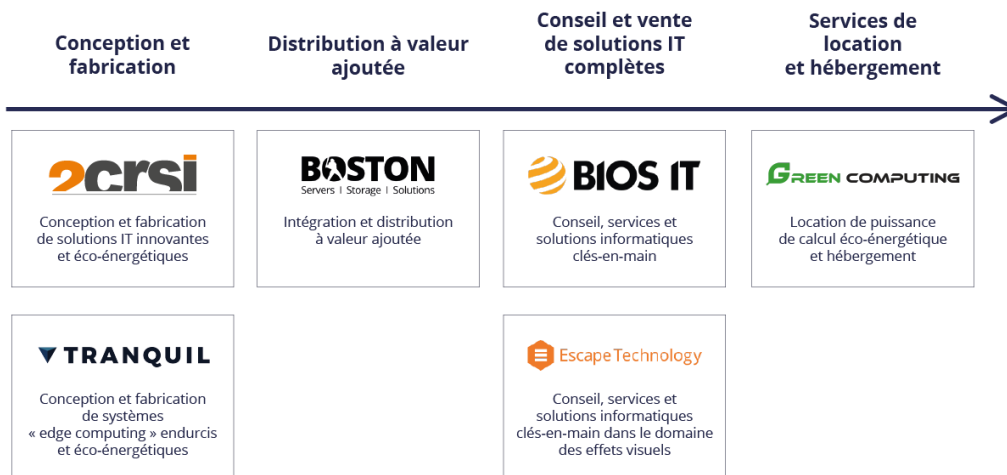 Conception et
fabrication
Distribution à valeur
ajoutée
Conseil et vente
de solutions IT
complètes
Services de
location
et hébergement
2crsi
Conception et fabrication
de solutions IT innovantes
et éco-énergétiques
BOSTON
Servers | Storage | Solutions
Intégration et distribution
à valeur ajoutée
BIOS IT
Conseil, services et
solutions informatiques
clés-en-main
GREEN COMPUTING
Location de puissance
de calcul éco-énergétique
et hébergement
TRANQUIL
Conception et fabrication
de systèmes
« edge computing » endurcis
et éco-énergétiques
Escape Technology
Conseil, services et
solutions informatiques
clés-en-main dans le domaine
des effets visuels